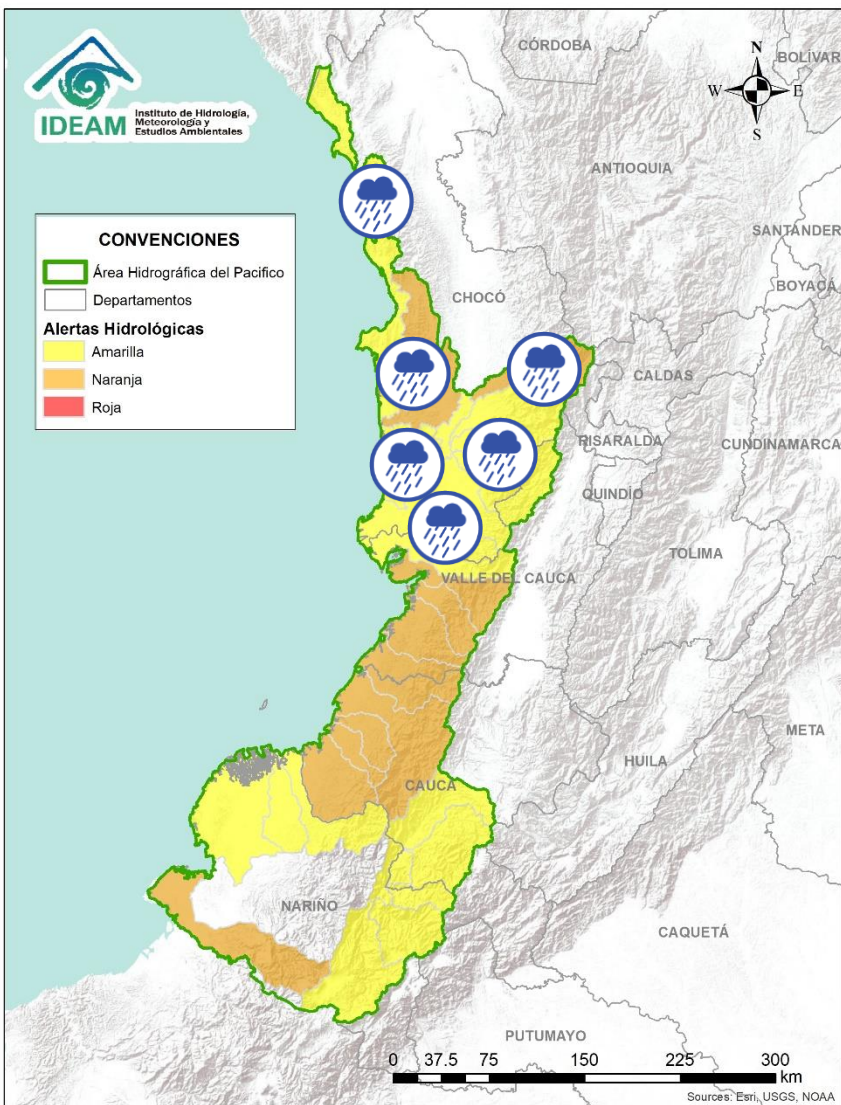 IDEAM
Instituto de Hidrología,
Meteorología y
Estudios Ambientales
CÓRDOBA
BOLÍVAR
N
W
E
S
ANTIOQUIA
SANTÁNDER
BOYACÁ
CONVENCIONES
Área Hidrográfica del Pacifico
Departamentos
Alertas Hidrológicas
Amarilla
Naranja
Roja
CHOCÓ
CALDAS
RISARALDA
CUNDINAMARCA
QUINDÍO
TOLIMA
VALLE DEL CAUCA
META
HUILA
CAUCA
NARIÑO
CAQUETÁ
PUTUMAYO
0 37.5 75 150 225 300
km
Sources: Esri, USGS, NOAA